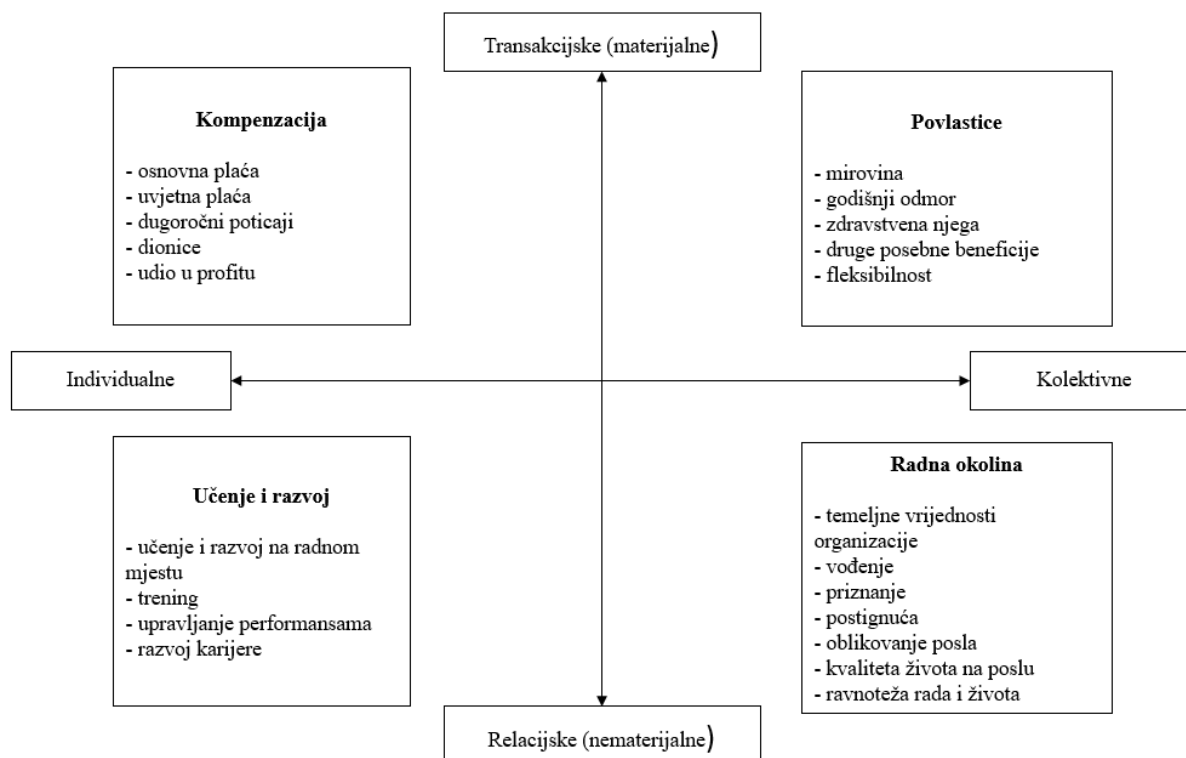 Transakcijske (materijalne)
Kompenzacija
- osnovna plaća
- uvjetna plaća
- dugoročni poticaji
- dionice
- udio u profitu
Povlastice
- mirovina
- godišnji odmor
- zdravstvena njega
- druge posebne beneficije
- fleksibilnost
Individualne
Kolektivne
Učenje i razvoj
- učenje i razvoj na radnom
mjestu
- trening
- upravljanje performansama
- razvoj karijere
Radna okolina
- temeljne vrijednosti
organizacije
- vođenje
- priznanje
- postignuća
- oblikovanje posla
- kvaliteta života na poslu
- ravnoteža rada i života
Relacijske (nematerijalne)